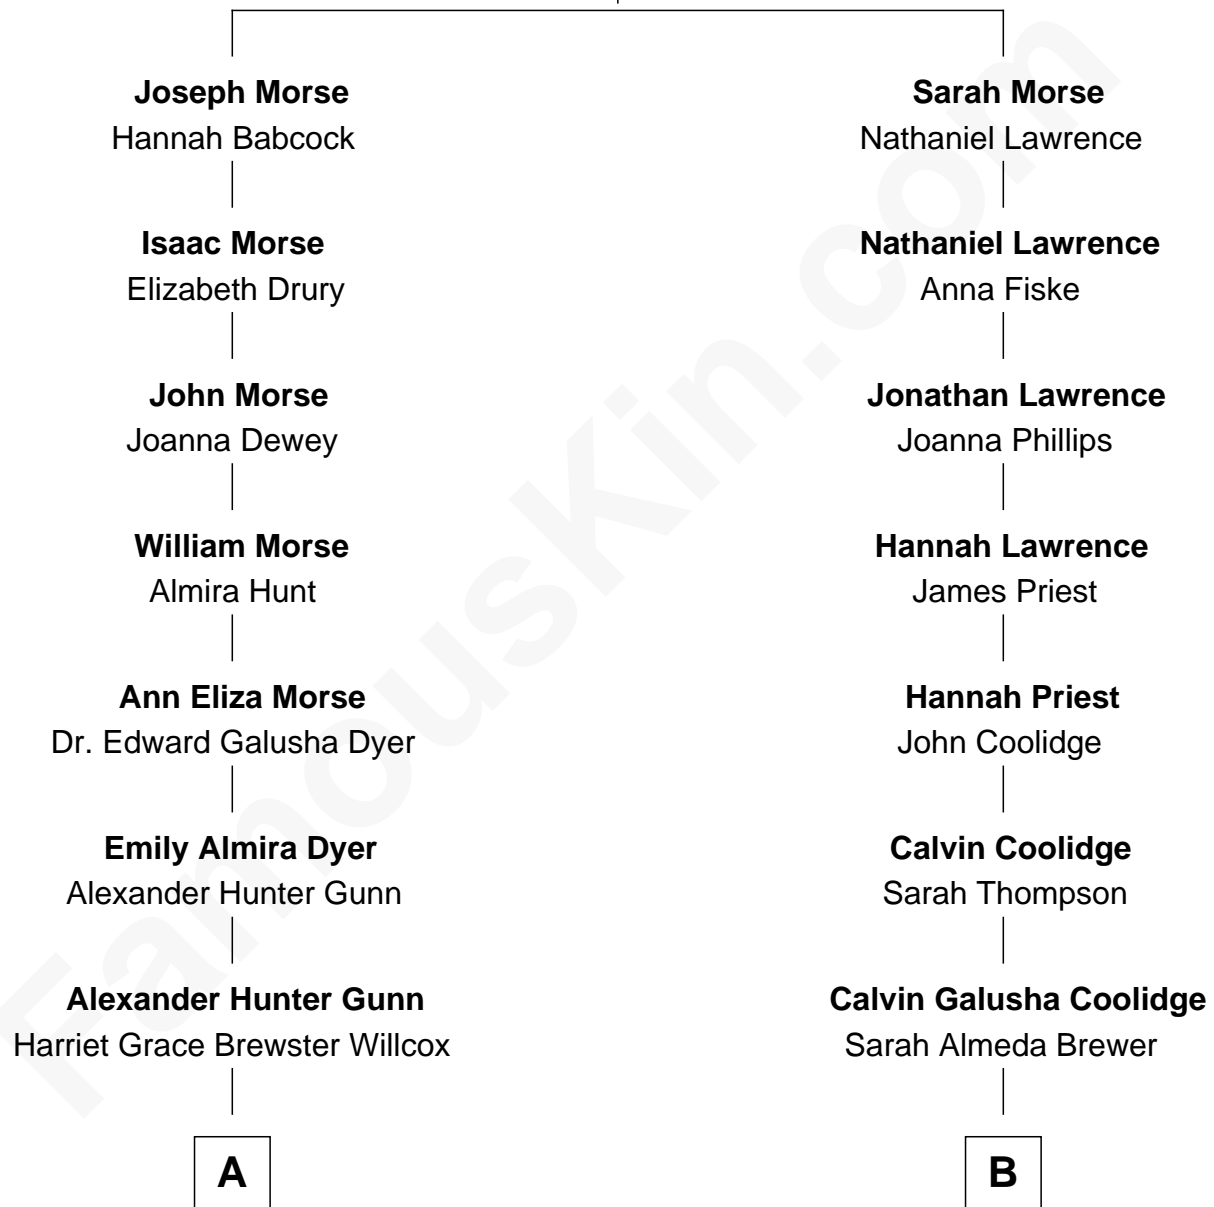 Joseph Morse
Hannah Babcock
Isaac Morse
Elizabeth Drury
John Morse
Joanna Dewey
William Morse
Almira Hunt
Ann Eliza Morse
Dr. Edward Galusha Dyer
Emily Almira Dyer
Alexander Hunter Gunn
Alexander Hunter Gunn
Harriet Grace Brewster Willcox
A
Sarah Morse
Nathaniel Lawrence
Nathaniel Lawrence
Anna Fiske
Jonathan Lawrence
Joanna Phillips
Hannah Lawrence
James Priest
Hannah Priest
John Coolidge
Calvin Coolidge
Sarah Thompson
Calvin Galusha Coolidge
Sarah Almeda Brewer
B
FamousKin.com